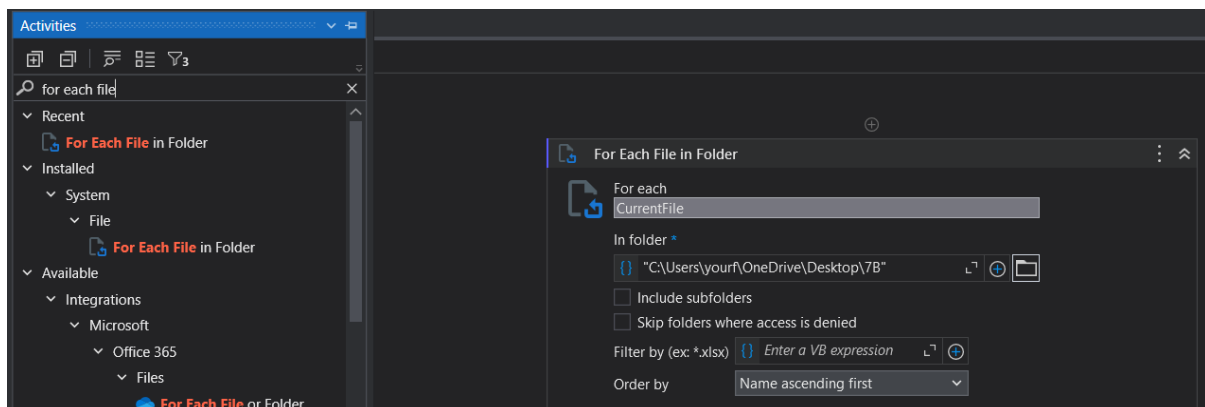 Activities
3
for each file
Recent
For Each File in Folder
Installed
System
File
For Each File in Folder
Available
Integrations
Microsoft
Office 365
Files
For Each File or Folder
For Each File in Folder
For each
CurrentFile
In folder *
"C:\Users\yourf\OneDrive\Desktop\7B"
Include subfolders
Skip folders where access is denied
Filter by (ex: *.xlsx) Enter a VB expression
Order by Name ascending first